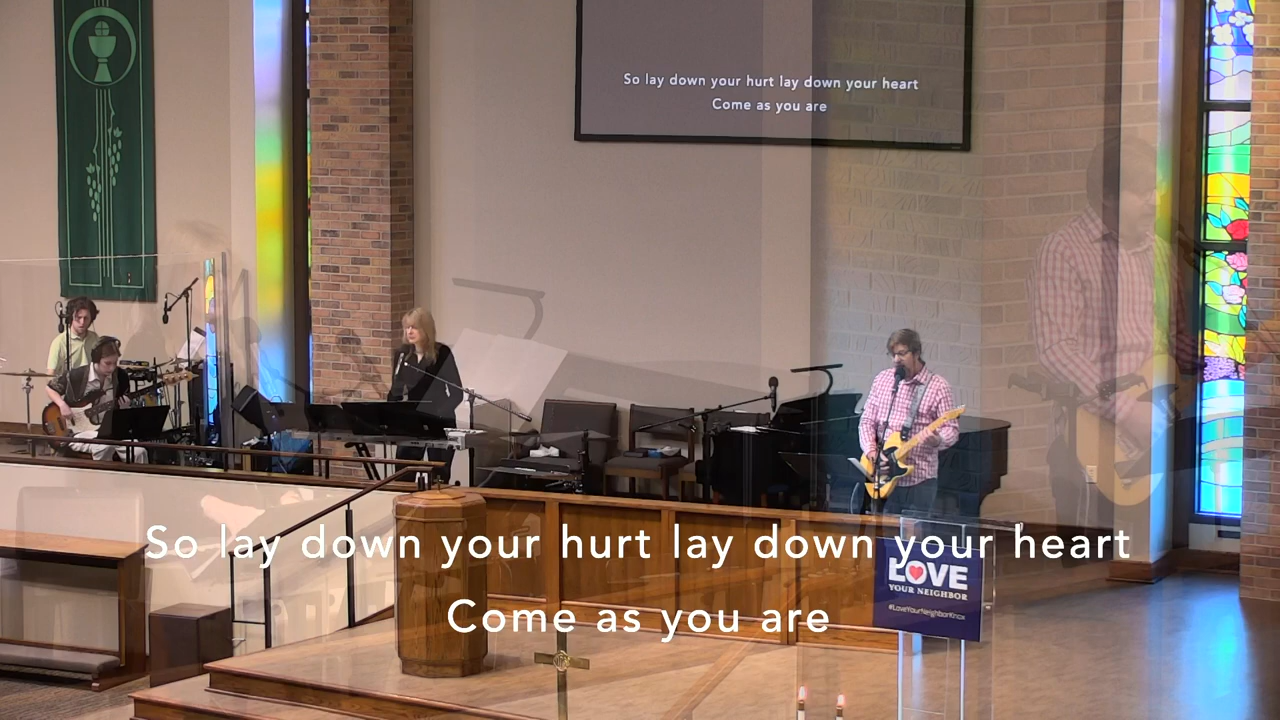 So lay down your hurt lay down your heart
Come as you are
So lay down your hurt lay down your heart
Come as you are
LOVE
YOUR NEIGHBOR
#LoveYourNeighborKnox